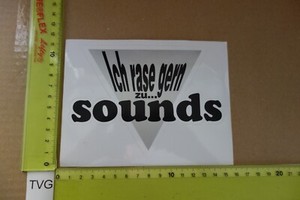 Ich rase gern
zu...
sounds
TVG